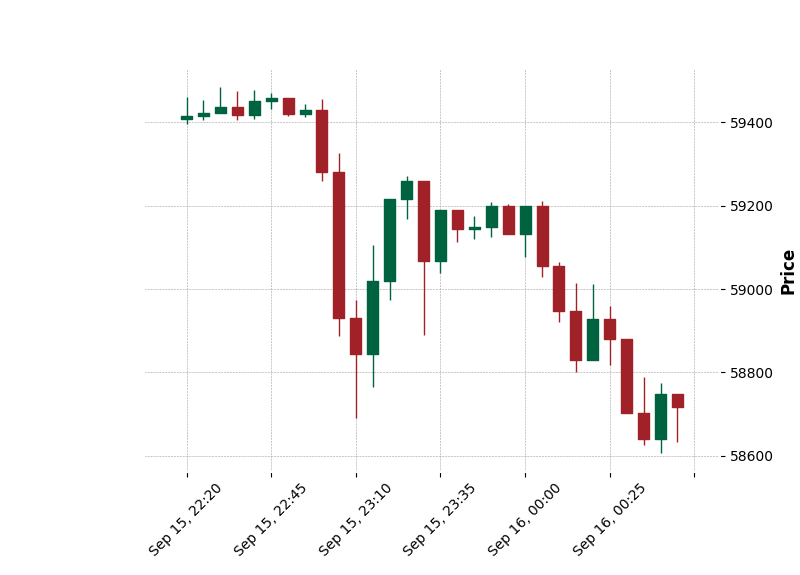 59400
59200
59000
58800
58600
Price
Sep 15, 22:20
Sep 15, 22:45
Sep 15, 23:10
Sep 15, 23:35
Sep 16, 00:00
Sep 16, 00:25